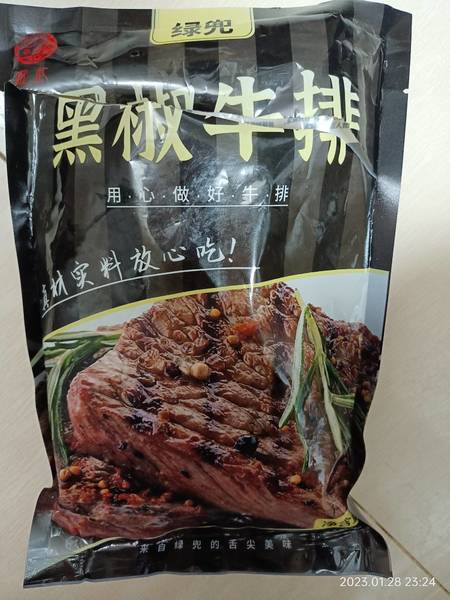 绿兜
黑椒牛排
用·心·做·好·牛·排
真材实料放心吃！
来自绿兜的舌尖美味
2023.01.28 23:24